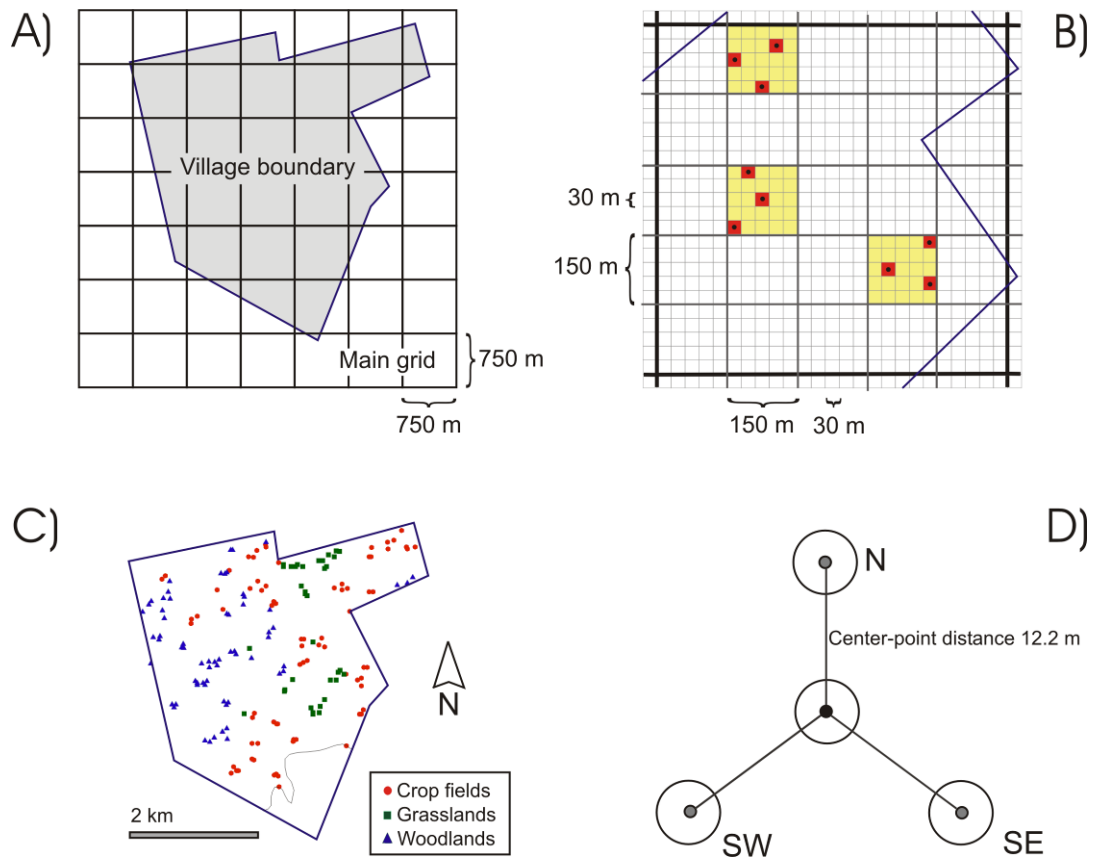 A)
Village boundary
Main grid
750 m
750 m
B)
30 m
150 m
150 m
30 m
C)
N
2 km
Crop fields
Grasslands
Woodlands
D)
N
Center-point distance 12.2 m
SW
SE